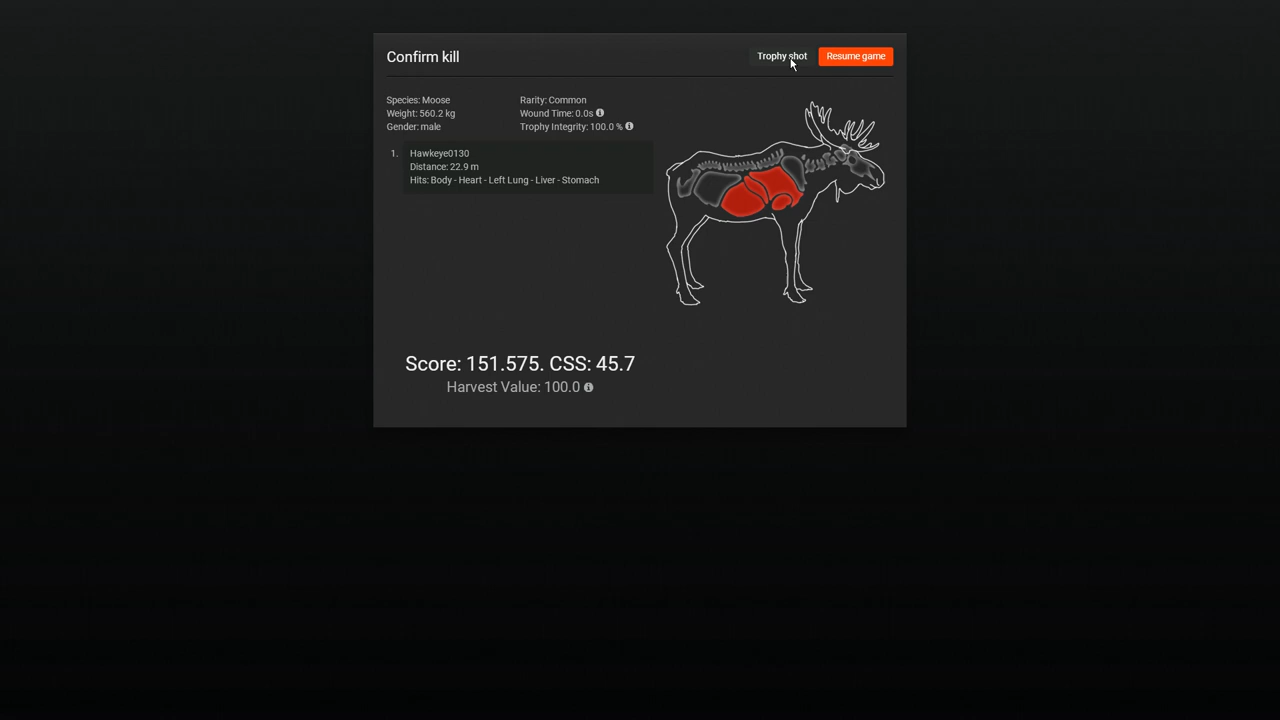 Confirm kill
Trophy shot
Resume game
Species: Moose
Rarity: Common
Weight: 560.2 kg
Wound Time: 0.0s
Gender: male
Trophy Integrity: 100.0 %
1. Hawkeye0130
Distance: 22.9 m
Hits: Body - Heart - Left Lung - Liver - Stomach
Score: 151.575. CSS: 45.7
Harvest Value: 100.0